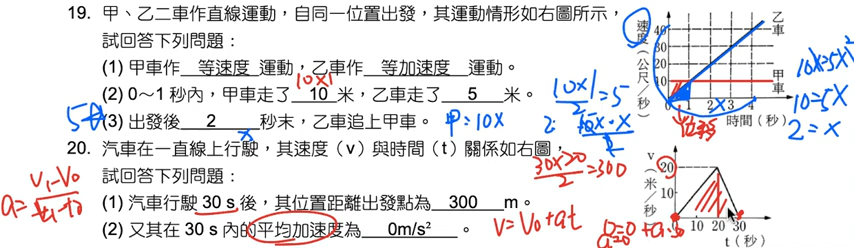 19. 甲、乙二車作直線運動，自同一位置出發，其運動情形如右圖所示，
試回答下列問題：
(1) 甲車作 等速度 運動，乙車作 等加速度 運動。
10×1
(2) 0～1 秒內，甲車走了 10 米，乙車走了 5 米。
(3) 出發後 2 秒末，乙車追上甲車。 甲=10X
x
10×1/2=5
20. 汽車在一直線上行駛，其速度（v）與時間（t）關係如右圖，
試回答下列問題：
30×20/2=300
(1) 汽車行駛 30 s 後，其位置距離出發點為 300 m。
(2) 又其在 30 s 內的平均加速度為 0m/s² 。
V=V0+at
0=0+a·30
a=0
速度（公尺／秒）
40
30
20
10
乙車
甲車
0 1 2 3 4
x
時間（秒）
10X=5X²
10=5X
2=x
v（米／秒）
20
10
0 10 20 30
t（秒）